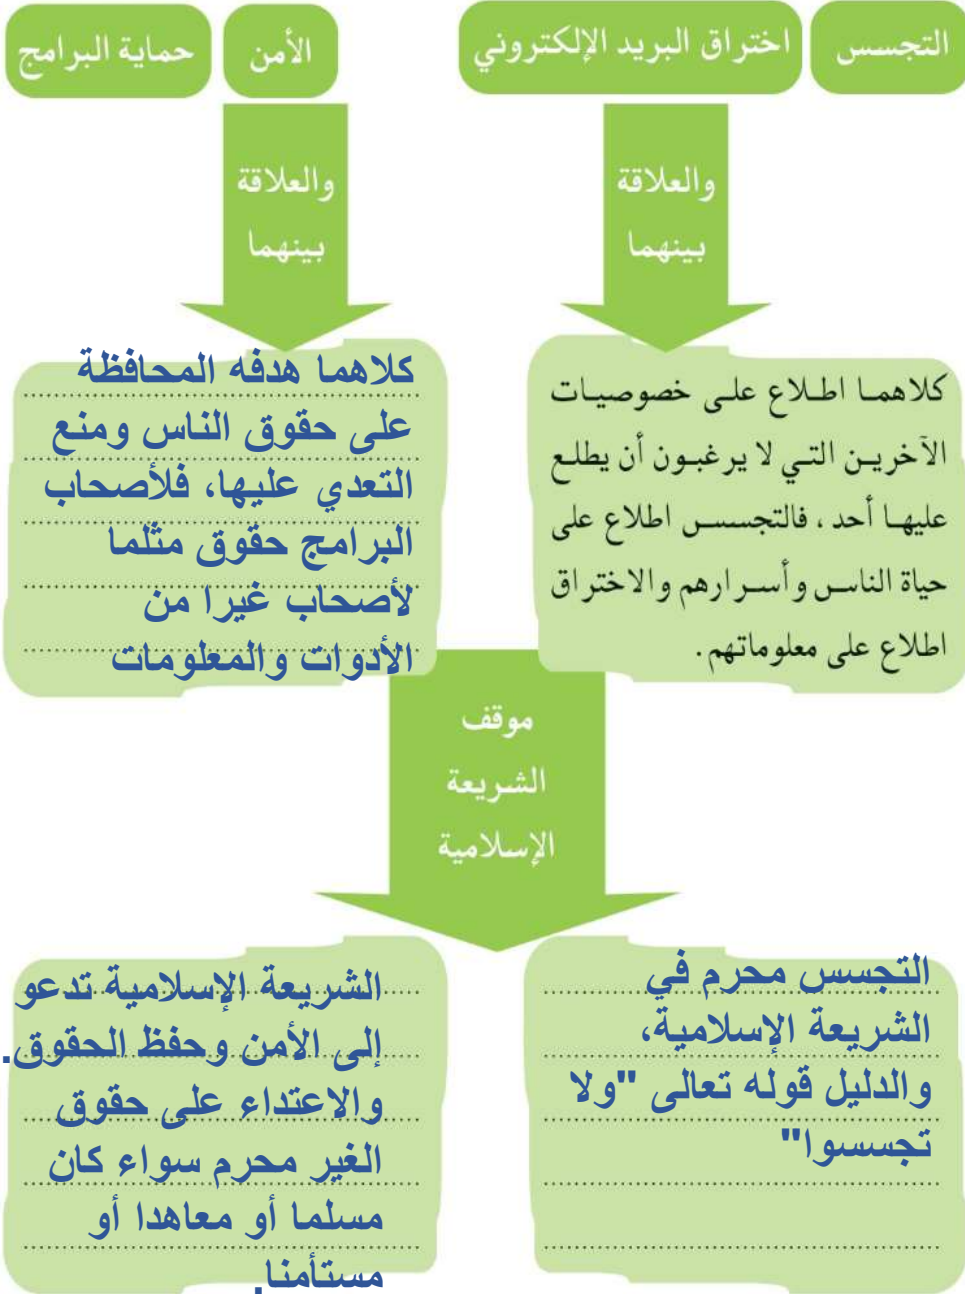 التجسس
اختراق البريد الإلكتروني
الأمن
حماية البرامج
والعلاقة
بينهما
والعلاقة
بينهما
كلاهما اطلاع على خصوصيات
الآخرين التي لا يرغبون أن يطلع
عليها أحد، فالتجسس اطلاع على
حياة الناس وأسرارهم والاختراق
اطلاع على معلوماتهم.
كلاهما هدفه المحافظة
على حقوق الناس ومنع
التعدي عليها، فلأصحاب
البرامج حقوق مثلما
لأصحاب غيرا من
الأدوات والمعلومات
موقف
الشريعة
الإسلامية
التجسس محرم في
الشريعة الإسلامية،
والدليل قوله تعالى "ولا
تجسسوا"
الشريعة الإسلامية تدعو
إلى الأمن وحفظ الحقوق.
والاعتداء على حقوق
الغير محرم سواء كان
مسلما أو معاهدا أو
مستأمنا.